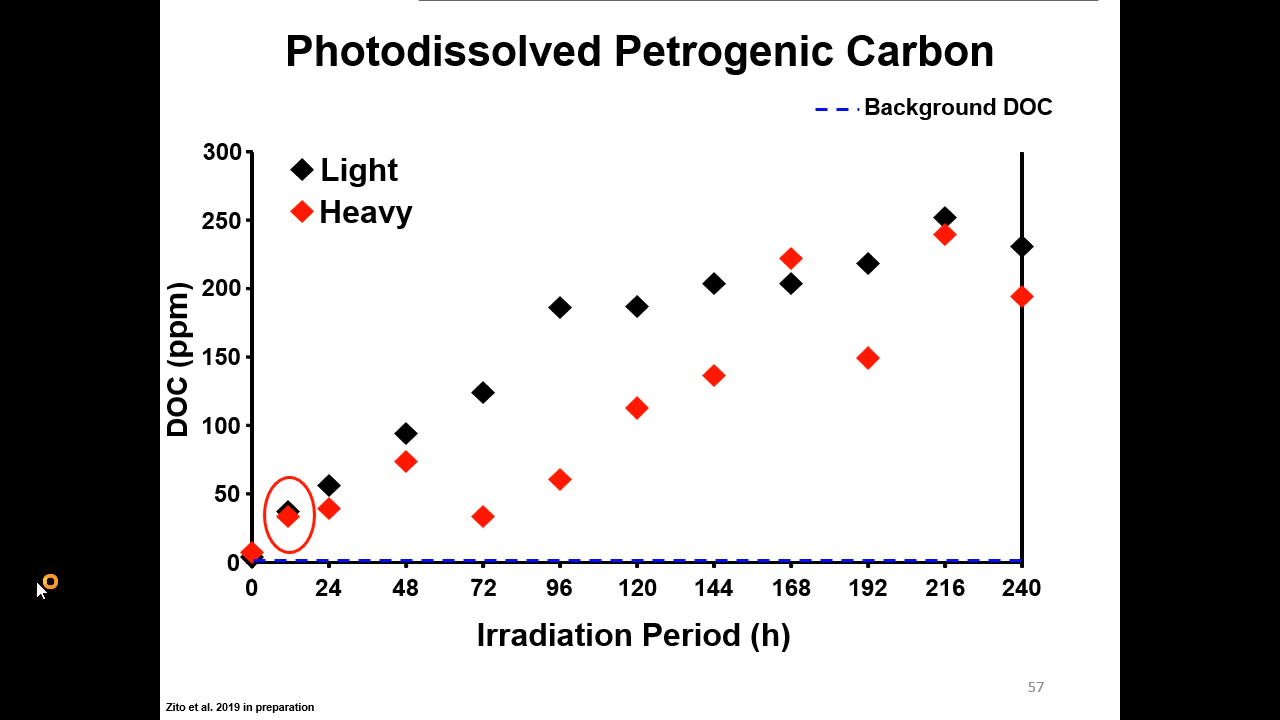 Photodissolved Petrogenic Carbon
Background DOC
Light
Heavy
300
250
200
150
100
50
0
DOC (ppm)
0 24 48 72 96 120 144 168 192 216 240
Irradiation Period (h)
57
Zito et al. 2019 in preparation